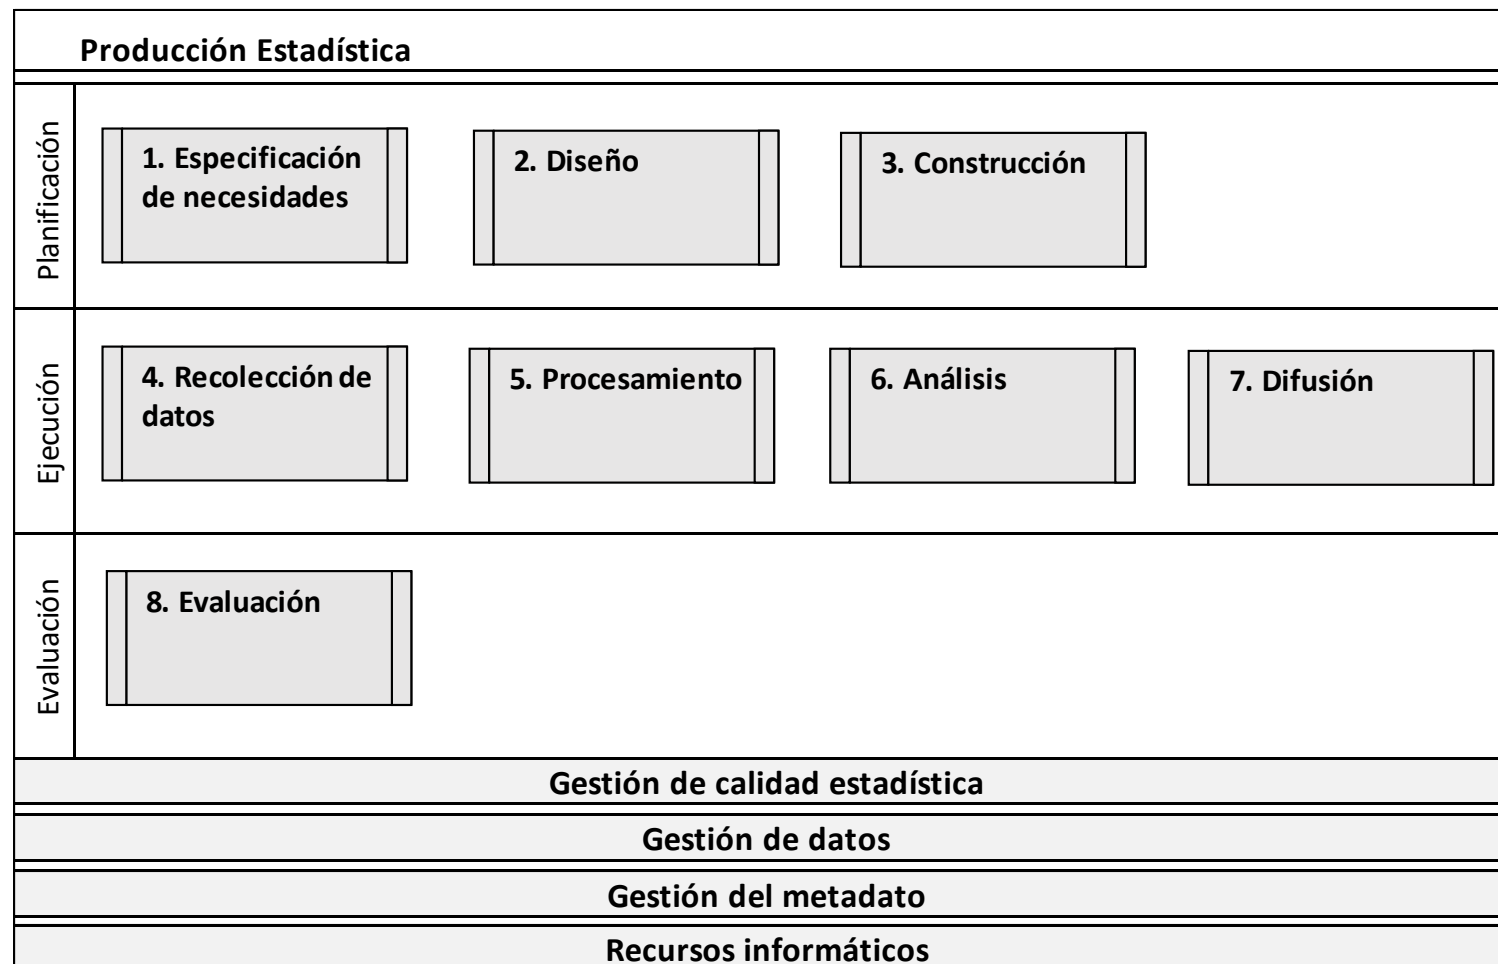 Producción Estadística
Planificación
1. Especificación
de necesidades
2. Diseño
3. Construcción
Ejecución
4. Recolección de
datos
5. Procesamiento
6. Análisis
7. Difusión
Evaluación
8. Evaluación
Gestión de calidad estadística
Gestión de datos
Gestión del metadato
Recursos informáticos